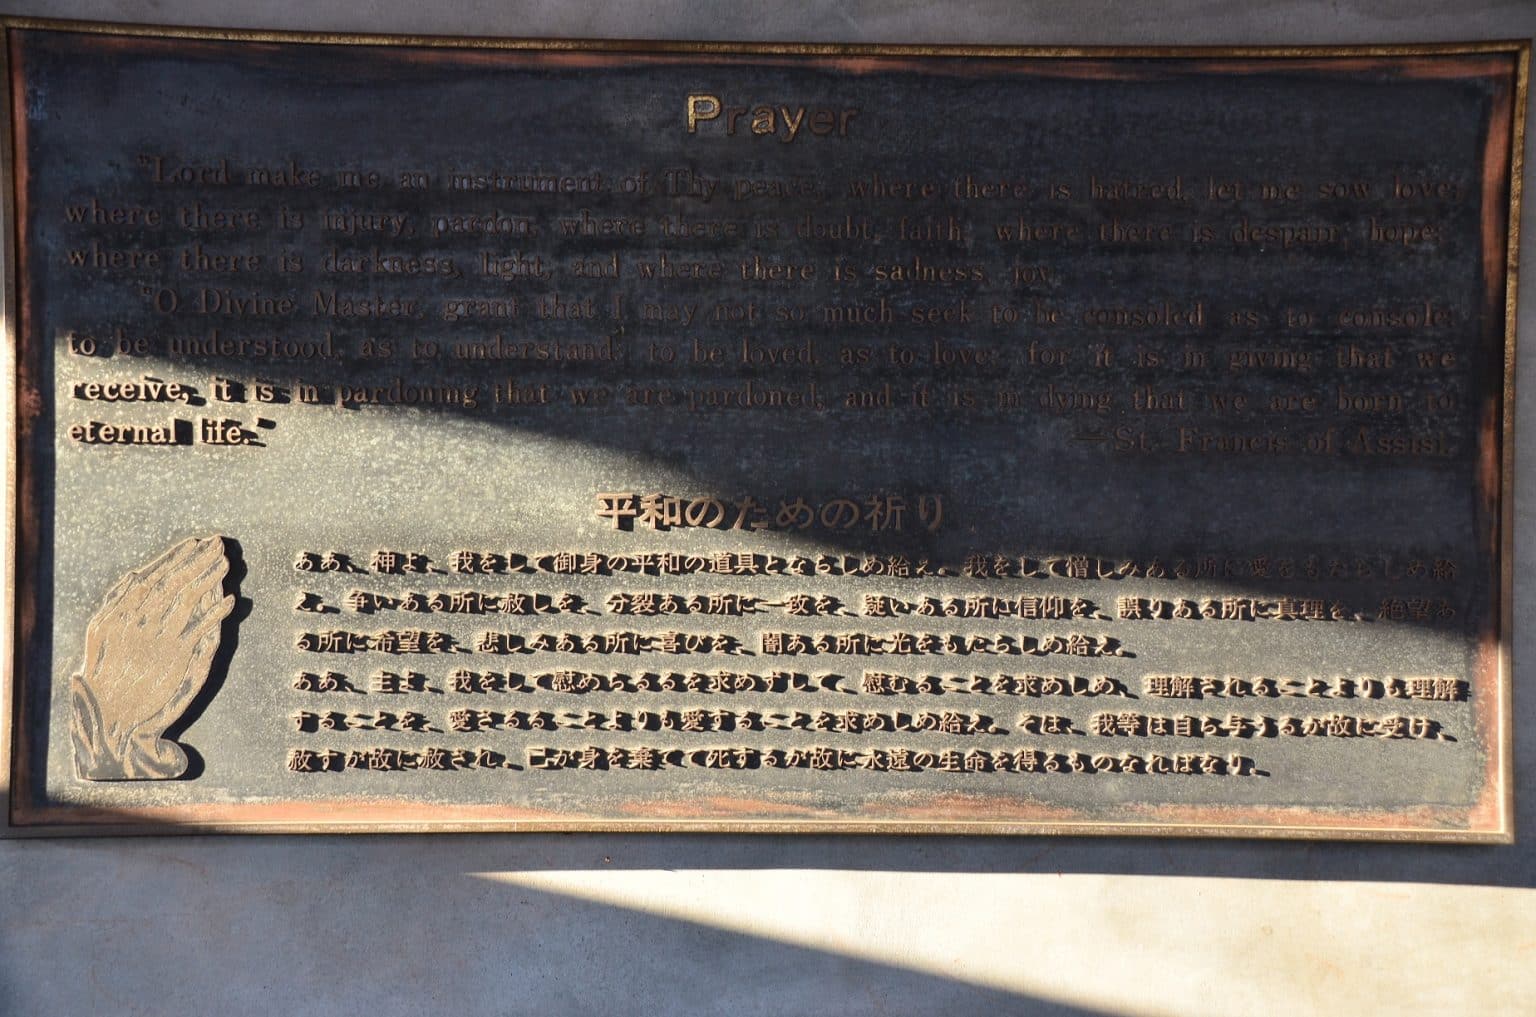 Prayer
"Lord make me an instrument of Thy peace, where there is hatred, let me sow love;
where there is injury, pardon, where there is doubt, faith, where there is despair, hope;
where there is darkness, light, and where there is sadness, joy.
"O Divine Master, grant that I may not so much seek to be consoled as to console;
to be understood, as to understand; to be loved, as to love; for it is in giving that we
receive, it is in pardoning that we are pardoned, and it is in dying that we are born to
eternal life."
—St. Francis of Assisi.
平和のための祈り
ああ、神よ、我をして御身の平和の道具とならしめ給え。我をして憎しみある所に愛をもたらしめ給
え。争いある所に赦しを、分裂ある所に一致を、疑いある所に信仰を、誤りある所に真理を、絶望あ
る所に希望を、悲しみある所に喜びを、闇ある所に光をもたらしめ給え。
ああ、主よ、我をして慰めらるるを求めずして、慰むることを求めしめ、理解されることよりも理解
することを、愛さるることよりも愛することを求めしめ給え。そは、我等は自ら与うるが故に受け、
赦すが故に赦され、己が身を棄てて死するが故に永遠の生命を得るものなればなり。